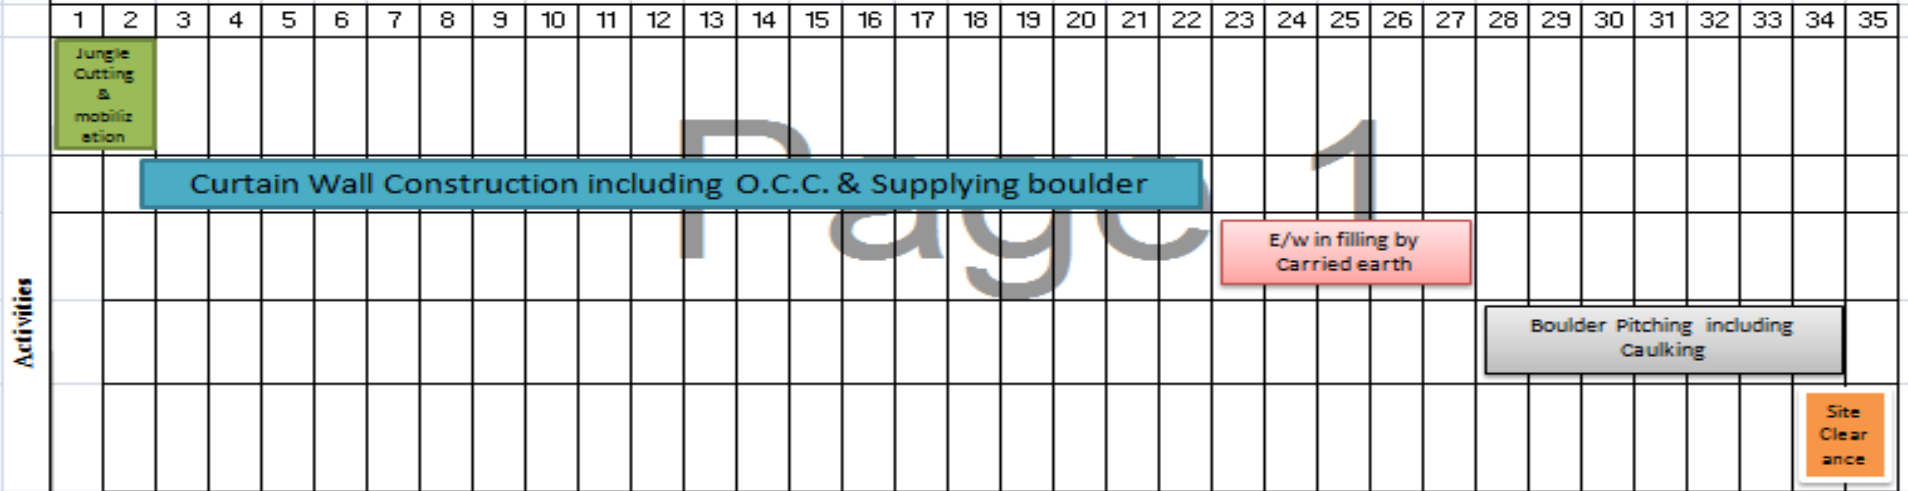 1 2 3 4 5 6 7 8 9 10 11 12 13 14 15 16 17 18 19 20 21 22 23 24 25 26 27 28 29 30 31 32 33 34 35
Jungle
Cutting
&
mobiliz
ation
Curtain Wall Construction including O.C.C. & Supplying boulder
Page 1
E/w in filling by
Carried earth
Activities
Boulder Pitching including
Caulking
Site
Clear
ance